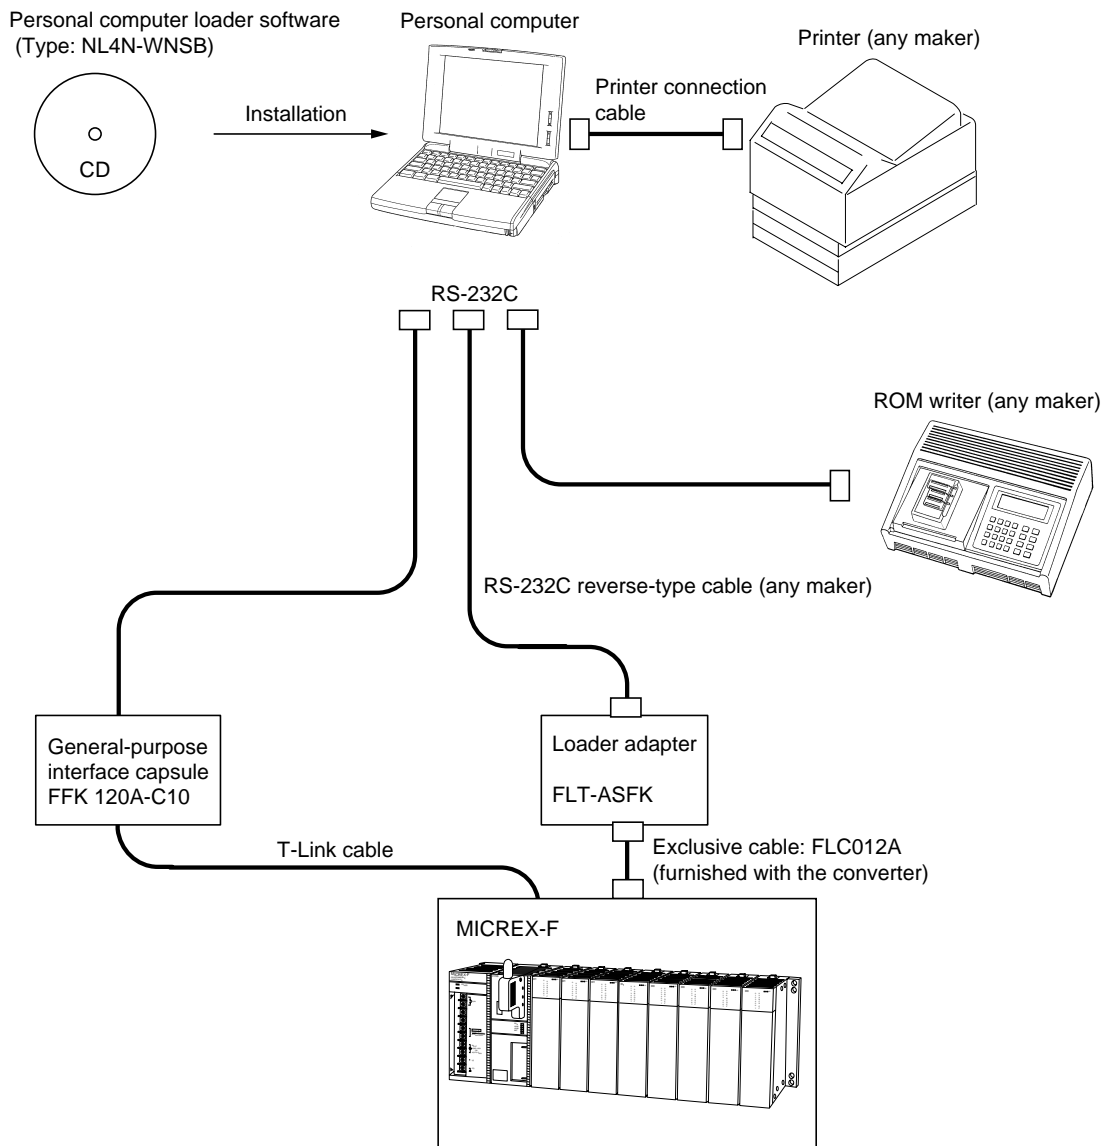 Personal computer loader software
(Type: NL4N-WNSB)
Personal computer
Printer (any maker)
Printer connection
cable
Installation
CD
RS-232C
ROM writer (any maker)
RS-232C reverse-type cable (any maker)
General-purpose
interface capsule
FFK 120A-C10
Loader adapter
FLT-ASFK
T-Link cable
Exclusive cable: FLC012A
(furnished with the converter)
MICREX-F